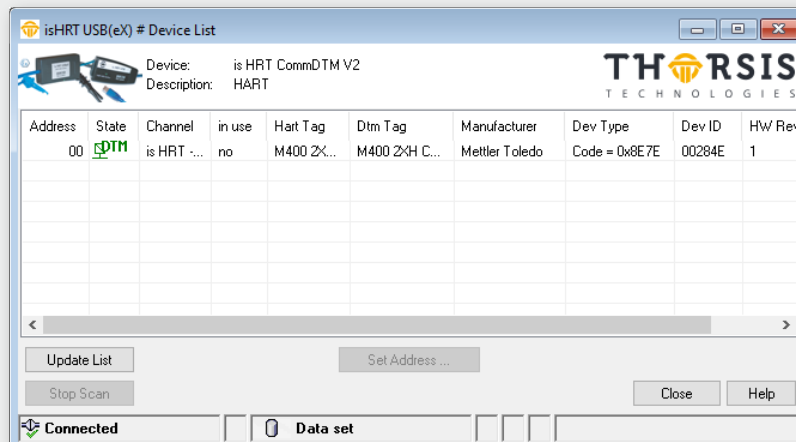 isHRT USB(eX) # Device List
Device: is HRT CommDTM V2
Description: HART
THORSIS
TECHNOLOGIES
Address State Channel in use Hart Tag Dtm Tag Manufacturer Dev Type Dev ID HW Rev
00 DTM is HRT -... no M400 2X... M400 2XH C... Mettler Toledo Code = 0x8E7E 00284E 1
Update List Set Address ...
Stop Scan Close Help
Connected Data set